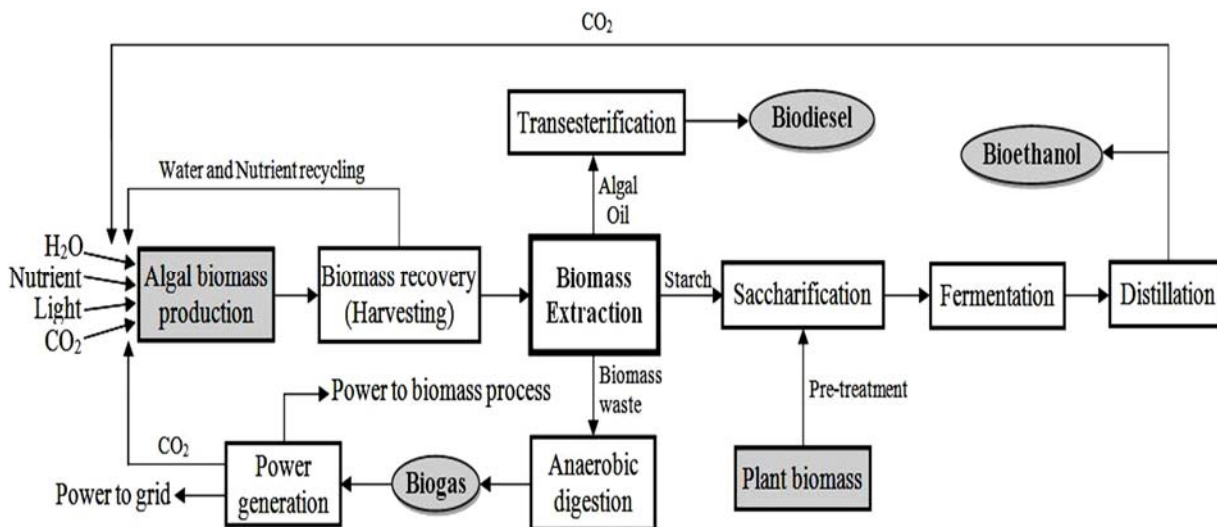 CO₂
Transesterification
Biodiesel
Bioethanol
Water and Nutrient recycling
Algal
Oil
H₂O
Nutrient
Light
CO₂
Algal biomass
production
Biomass recovery
(Harvesting)
Biomass
Extraction
Starch
Saccharification
Fermentation
Distillation
Biomass
waste
Pre-treatment
Power to biomass process
CO₂
Power to grid
Power
generation
Biogas
Anaerobic
digestion
Plant biomass